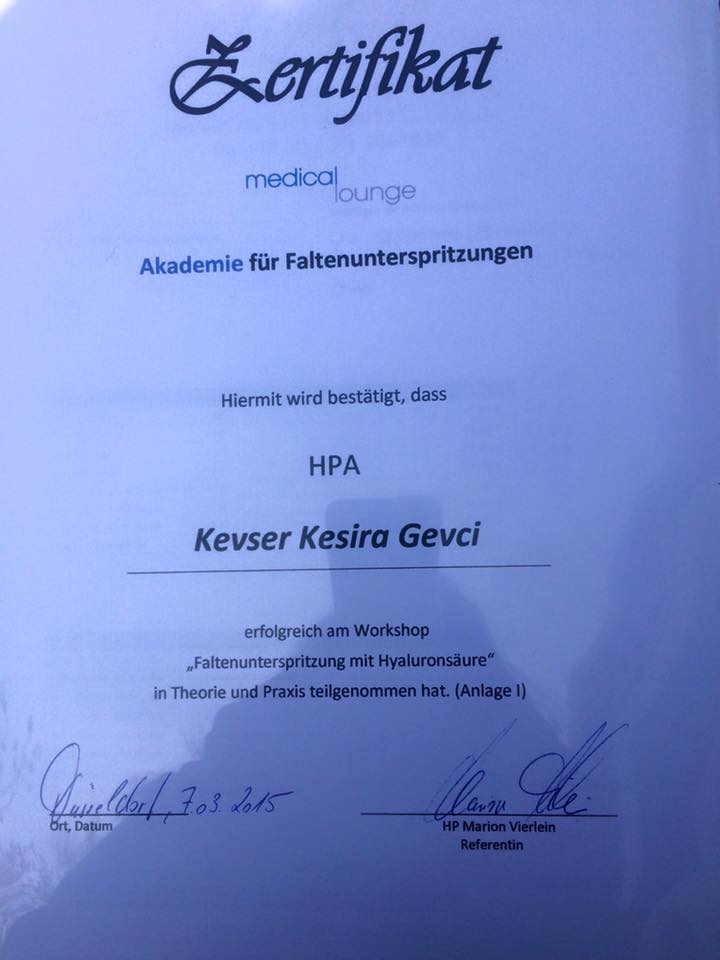 Zertifikat
medical
lounge
Akademie für Faltenunterspritzungen
Hiermit wird bestätigt, dass
HPA
Kevser Kesira Gevci
erfolgreich am Workshop
„Faltenunterspritzung mit Hyaluronsäure“
in Theorie und Praxis teilgenommen hat. (Anlage I)
Düsseldorf, 7.03.2015
Ort, Datum
HP Marion Vierlein
Referentin